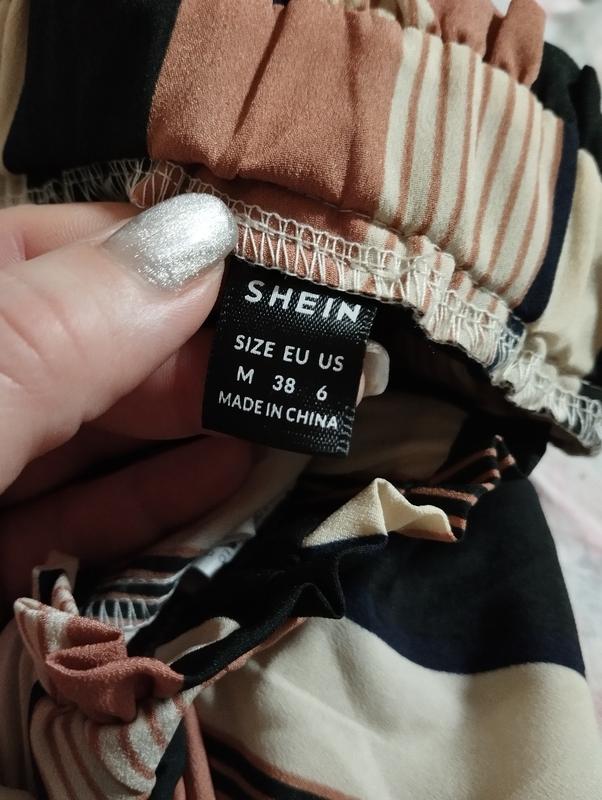 SHEIN
SIZE EU US
M 38 6
MADE IN CHINA